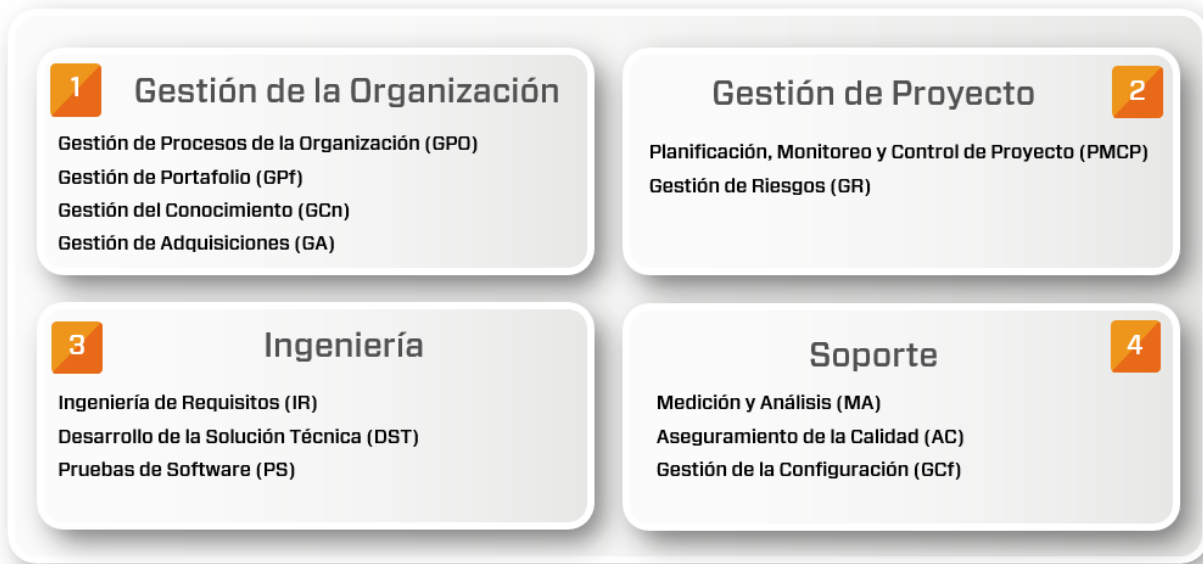 1
Gestión de la Organización
Gestión de Procesos de la Organización (GPO)
Gestión de Portafolio (GPf)
Gestión del Conocimiento (GCn)
Gestión de Adquisiciones (GA)
Gestión de Proyecto
2
Planificación, Monitoreo y Control de Proyecto (PMCP)
Gestión de Riesgos (GR)
3
Ingeniería
Ingeniería de Requisitos (IR)
Desarrollo de la Solución Técnica (DST)
Pruebas de Software (PS)
Soporte
4
Medición y Análisis (MA)
Aseguramiento de la Calidad (AC)
Gestión de la Configuración (GCf)